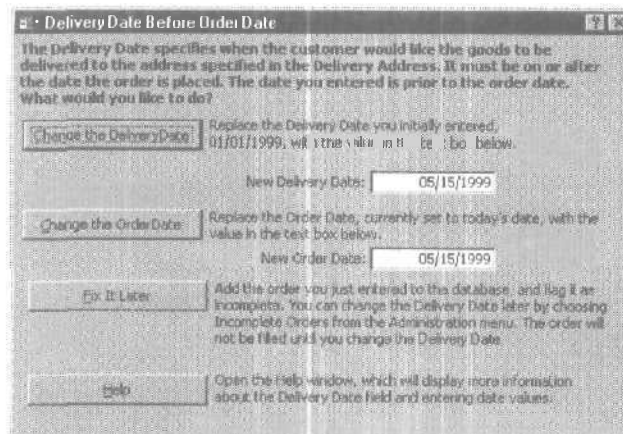 Delivery Date Before Order Date
The Delivery Date specifies when the customer would like the goods to be
delivered to the address specified in the Delivery Address. It must be on or after
the date the order is placed. The date you entered is prior to the order date.
What would you like to do?
Change the Delivery Date
Replace the Delivery Date you initially entered,
01/01/1999, with the value in the below.
New Delivery Date: 05/15/1999
Change the Order Date
Replace the Order Date, currently set to today's date, with the
value in the text box below.
New Order Date: 05/15/1999
Fix It Later
Add the order you just entered to the database, and flag it as
incomplete. You can change the Delivery Date later by choosing
Incomplete Orders from the Administration menu. The order will
not be filled until you change the Delivery Date
Help
Open the Help window, which will display more information
about the Delivery Date field and entering date values.